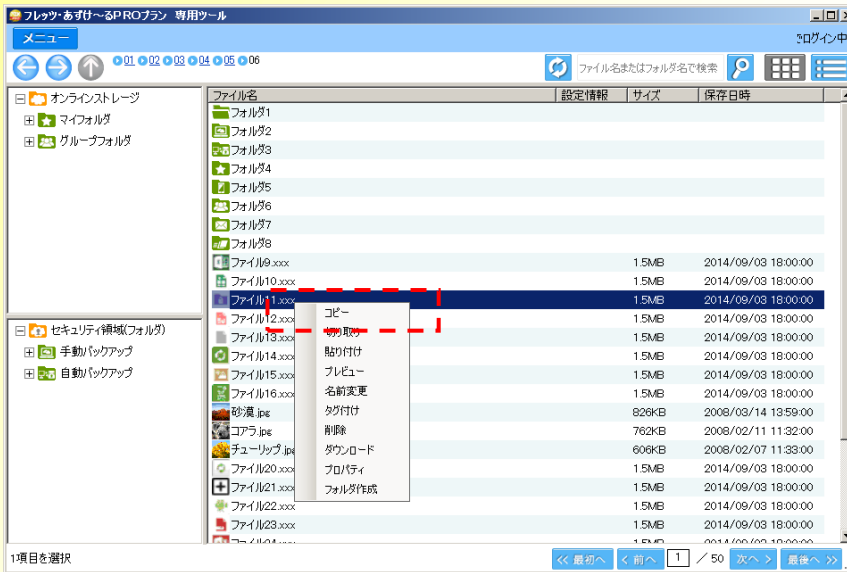 フレッツ・あずけ～るPROプラン 専用ツール
メニュー
ログイン中
01 02 03 04 05 06
ファイル名またはフォルダ名で検索
オンラインストレージ
マイフォルダ
グループフォルダ
セキュリティ領域(フォルダ)
手動バックアップ
自動バックアップ
ファイル名 設定情報 サイズ 保存日時
フォルダ1
フォルダ2
フォルダ3
フォルダ4
フォルダ5
フォルダ6
フォルダ7
フォルダ8
ファイル9.xxx 1.5MB 2014/09/03 18:00:00
ファイル10.xxx 1.5MB 2014/09/03 18:00:00
ファイル11.xxx 1.5MB 2014/09/03 18:00:00
ファイル12.xxx 1.5MB 2014/09/03 18:00:00
ファイル13.xxx 1.5MB 2014/09/03 18:00:00
ファイル14.xxx 1.5MB 2014/09/03 18:00:00
ファイル15.xxx 1.5MB 2014/09/03 18:00:00
ファイル16.xxx 1.5MB 2014/09/03 18:00:00
砂漠.jpg 826KB 2008/03/14 13:59:00
コアラ.jpg 762KB 2008/02/11 11:32:00
チューリップ.jpg 606KB 2008/02/07 11:33:00
ファイル20.xxx 1.5MB 2014/09/03 18:00:00
ファイル21.xxx 1.5MB 2014/09/03 18:00:00
ファイル22.xxx 1.5MB 2014/09/03 18:00:00
ファイル23.xxx 1.5MB 2014/09/03 18:00:00
コピー
切り取り
貼り付け
プレビュー
名前変更
タグ付け
削除
ダウンロード
プロパティ
フォルダ作成
1項目を選択
<< 最初へ < 前へ 1 / 50 次へ > 最後へ >>